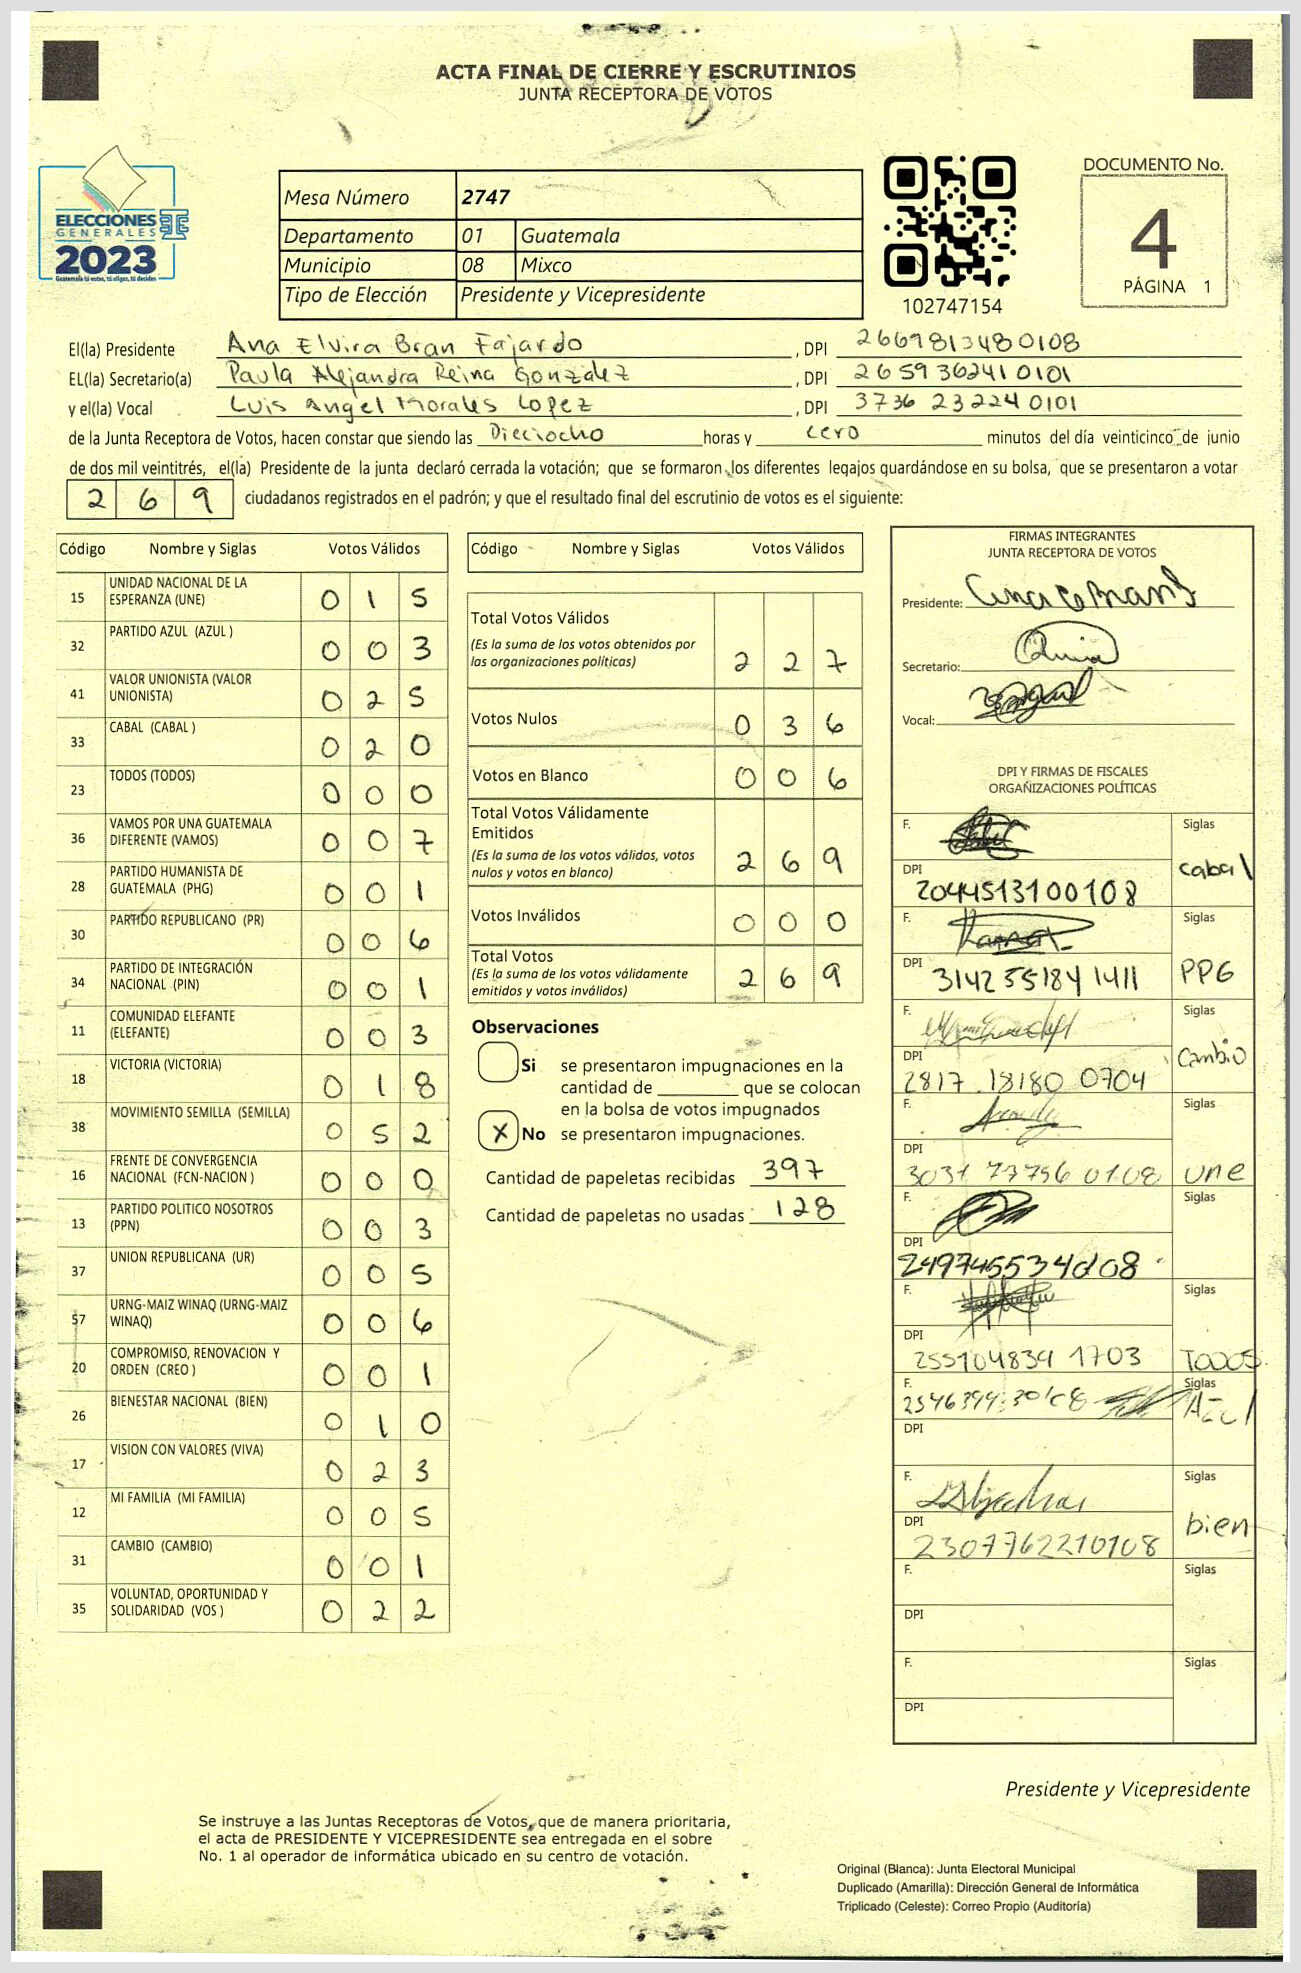 ACTA FINAL DE CIERRE Y ESCRUTINIOS
JUNTA RECEPTORA DE VOTOS
ELECCIONES
GENERALES
2023
Guatemala tú votas, tú eliges, tú decides
Mesa Número 2747
Departamento 01 Guatemala
Municipio 08 Mixco
Tipo de Elección Presidente y Vicepresidente
102747154
DOCUMENTO No.
4
PÁGINA 1
El(la) Presidente Ana Elvira Bran Fajardo , DPI 2669813480108
EL(la) Secretario(a) Paula Alejandra Reina González , DPI 2659362410101
y el(la) Vocal Luis Angel Morales Lopez , DPI 3736 23224 0101
de la Junta Receptora de Votos, hacen constar que siendo las Dieciocho horas y cero minutos del día veinticinco de junio
de dos mil veintitrés, el(la) Presidente de la junta declaró cerrada la votación; que se formaron los diferentes legajos guardándose en su bolsa, que se presentaron a votar
2 6 9 ciudadanos registrados en el padrón; y que el resultado final del escrutinio de votos es el siguiente:
Código Nombre y Siglas Votos Válidos
15 UNIDAD NACIONAL DE LA ESPERANZA (UNE) 0 1 5
32 PARTIDO AZUL (AZUL ) 0 0 3
41 VALOR UNIONISTA (VALOR UNIONISTA) 0 2 5
33 CABAL (CABAL ) 0 2 0
23 TODOS (TODOS) 0 0 0
36 VAMOS POR UNA GUATEMALA DIFERENTE (VAMOS) 0 0 7
28 PARTIDO HUMANISTA DE GUATEMALA (PHG) 0 0 1
30 PARTIDO REPUBLICANO (PR) 0 0 6
34 PARTIDO DE INTEGRACIÓN NACIONAL (PIN) 0 0 1
11 COMUNIDAD ELEFANTE (ELEFANTE) 0 0 3
18 VICTORIA (VICTORIA) 0 1 8
38 MOVIMIENTO SEMILLA (SEMILLA) 0 5 2
16 FRENTE DE CONVERGENCIA NACIONAL (FCN-NACION ) 0 0 0
13 PARTIDO POLITICO NOSOTROS (PPN) 0 0 3
37 UNION REPUBLICANA (UR) 0 0 5
57 URNG-MAIZ WINAQ (URNG-MAIZ WINAQ) 0 0 6
20 COMPROMISO, RENOVACION Y ORDEN (CREO ) 0 0 1
26 BIENESTAR NACIONAL (BIEN) 0 1 0
17 VISION CON VALORES (VIVA) 0 2 3
12 MI FAMILIA (MI FAMILIA) 0 0 5
31 CAMBIO (CAMBIO) 0 0 1
35 VOLUNTAD, OPORTUNIDAD Y SOLIDARIDAD (VOS ) 0 2 2
Código Nombre y Siglas Votos Válidos
Total Votos Válidos
(Es la suma de los votos obtenidos por
las organizaciones políticas) 2 2 7
Votos Nulos 0 3 6
Votos en Blanco 0 0 6
Total Votos Válidamente
Emitidos
(Es la suma de los votos válidos, votos
nulos y votos en blanco) 2 6 9
Votos Inválidos 0 0 0
Total Votos
(Es la suma de los votos válidamente
emitidos y votos inválidos) 2 6 9
Observaciones
Si se presentaron impugnaciones en la
cantidad de que se colocan
en la bolsa de votos impugnados
X No se presentaron impugnaciones.
Cantidad de papeletas recibidas 397
Cantidad de papeletas no usadas 128
FIRMAS INTEGRANTES
JUNTA RECEPTORA DE VOTOS
Presidente:
Secretario:
Vocal:
DPI Y FIRMAS DE FISCALES
ORGANIZACIONES POLÍTICAS
F. Siglas
cabal
DPI 2044513100108
F. Siglas
DPI 3142 55184 1411 PPG
F. Siglas
Cambio
DPI 2817 18180 0704
F. Siglas
DPI 3031 77796 0108 une
F. Siglas
DPI
F. Siglas
DPI 255104839 1703 TODOS
F. Siglas
Azul
DPI
F. Siglas
bien
DPI 2307762210108
F. Siglas
DPI
F. Siglas
DPI
Presidente y Vicepresidente
Se instruye a las Juntas Receptoras de Votos, que de manera prioritaria,
el acta de PRESIDENTE Y VICEPRESIDENTE sea entregada en el sobre
No. 1 al operador de informática ubicado en su centro de votación.
Original (Blanca): Junta Electoral Municipal
Duplicado (Amarilla): Dirección General de Informática
Triplicado (Celeste): Correo Propio (Auditoría)